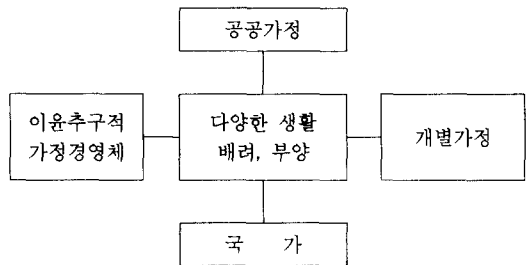 공공가정
이윤추구적
가정경영체
다양한 생활
배려, 부양
개별가정
국 가